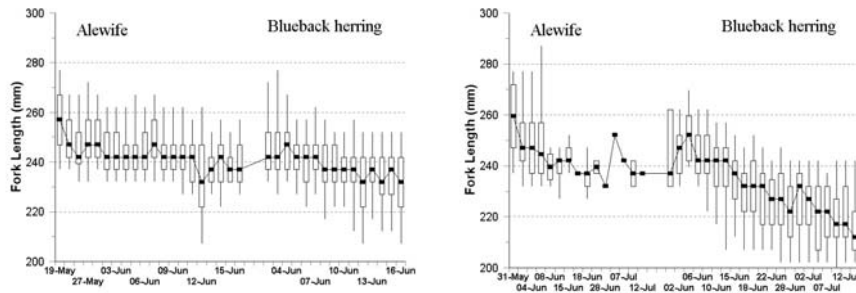 300
280
260
240
220
200
Fork Length (mm)
Alewife
Blueback herring
19-May 03-Jun 09-Jun 15-Jun 04-Jun 10-Jun 16-Jun
27-May 06-Jun 12-Jun 07-Jun 13-Jun
300
280
260
240
220
200
Fork Length (mm)
Alewife
Blueback herring
31-May 08-Jun 18-Jun 07-Jul 06-Jun 15-Jun 22-Jun 02-Jul 12-Jul
04-Jun 15-Jun 28-Jun 02-Jun 10-Jun 18-Jun 28-Jun 07-Jul